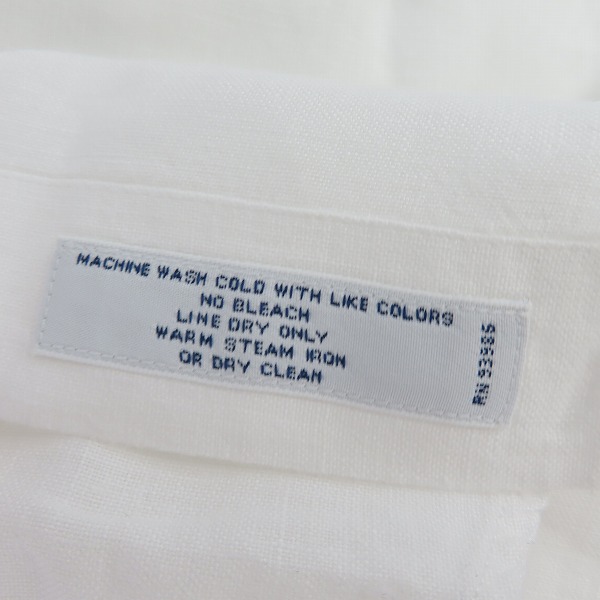 MACHINE WASH COLD WITH LIKE COLORS
NO BLEACH
LINE DRY ONLY
WARM STEAM IRON
OR DRY CLEAN
RN 93985